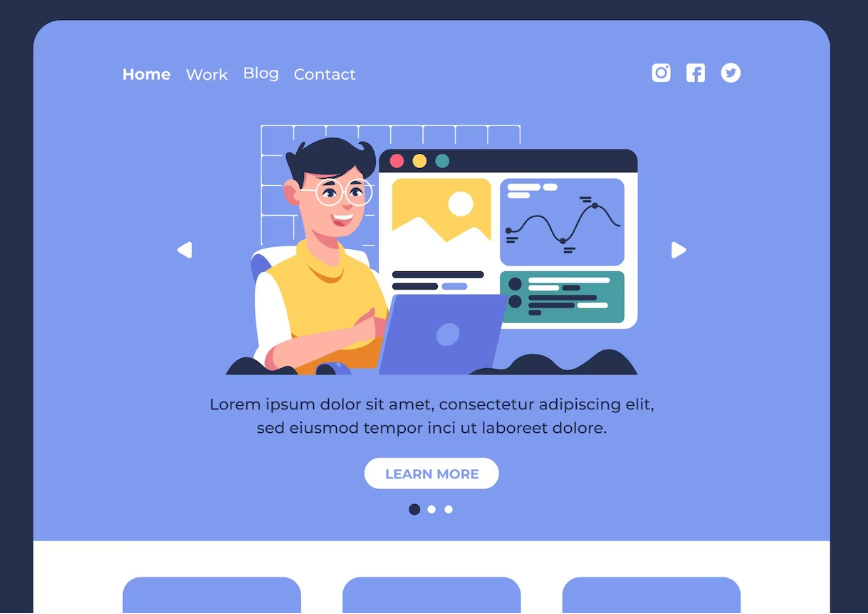 Home Work Blog Contact
Lorem ipsum dolor sit amet, consectetur adipiscing elit,
sed eiusmod tempor inci ut laboreet dolore.
LEARN MORE